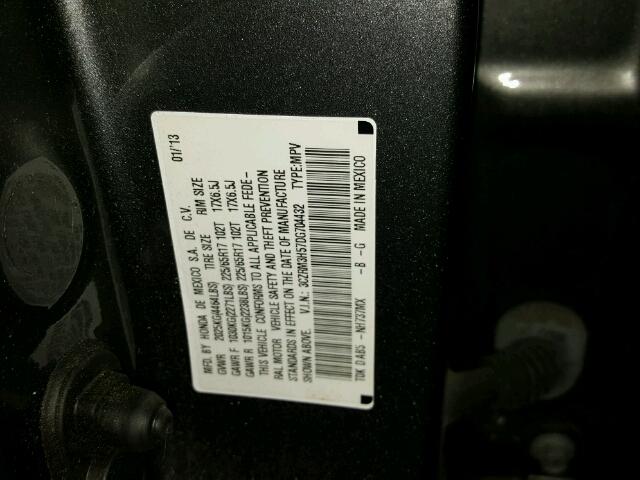 MFD. BY HONDA DE MEXICO S.A. DE C.V. 01/'13
GVWR 2025KG(4464LBS) TIRE SIZE RIM SIZE
GAWR F 1030KG(2271LBS) 225/65R17 102T 17X6.5J
GAWR R 1015KG(2238LBS) 225/65R17 102T 17X6.5J
THIS VEHICLE CONFORMS TO ALL APPLICABLE FEDE-
RAL MOTOR VEHICLE SAFETY AND THEFT PREVENTION
STANDARDS IN EFFECT ON THE DATE OF MANUFACTURE
SHOWN ABOVE. V.I.N.: 3CZRM3H57DG704432 TYPE:MPV
TOK DAB5 - NH737MX -B -G MADE IN MEXICO